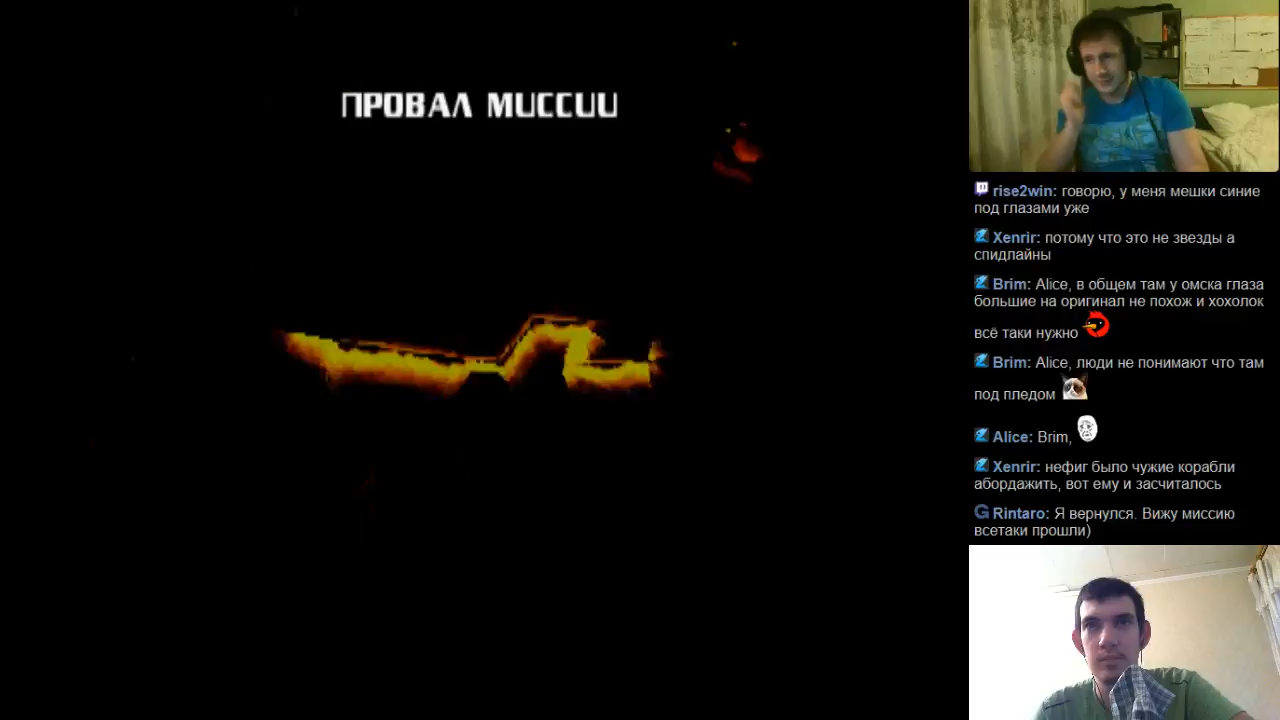 ПРОВАЛ МИССИИ
rise2win: говорю, у меня мешки синие
под глазами уже
Xenrir: потому что это не звезды а
спидлайны
Brim: Alice, в общем там у омска глаза
большие на оригинал не похож и хохолок
всё таки нужно
Brim: Alice, люди не понимают что там
под пледом
Alice: Brim,
Xenrir: нефиг было чужие корабли
абордажить, вот ему и засчиталось
Rintaro: Я вернулся. Вижу миссию
всетаки прошли)